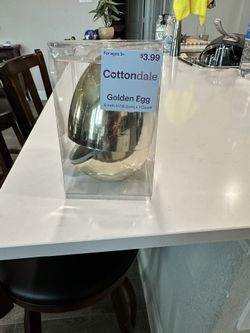 For ages 3+
$3.99
Cottondale
Golden Egg